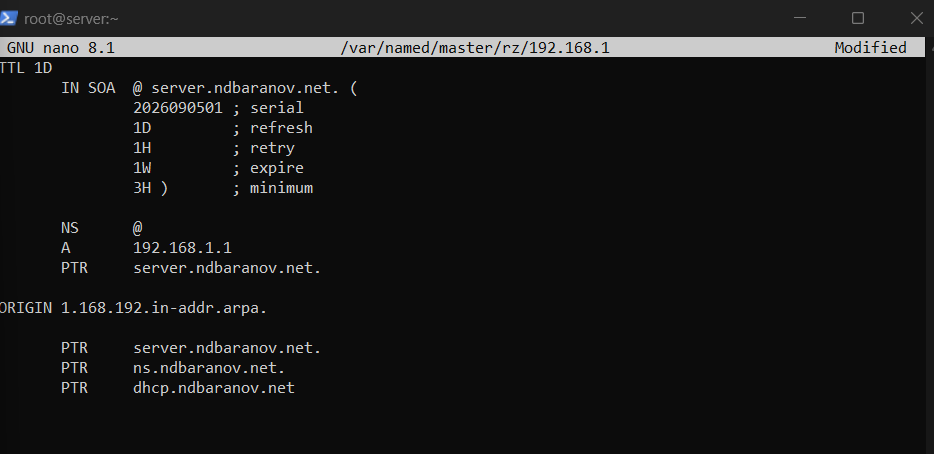 root@server:~
GNU nano 8.1 /var/named/master/rz/192.168.1 Modified
TTL 1D
IN SOA @ server.ndbaranov.net. (
2026090501 ; serial
1D ; refresh
1H ; retry
1W ; expire
3H ) ; minimum
NS @
A 192.168.1.1
PTR server.ndbaranov.net.
ORIGIN 1.168.192.in-addr.arpa.
PTR server.ndbaranov.net.
PTR ns.ndbaranov.net.
PTR dhcp.ndbaranov.net